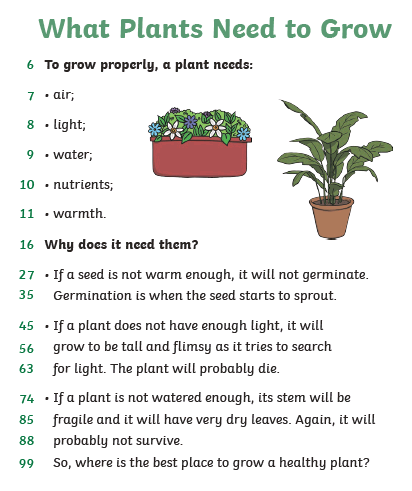 What Plants Need to Grow
6 To grow properly, a plant needs:
7 • air;
8 • light;
9 • water;
10 • nutrients;
11 • warmth.
16 Why does it need them?
27 • If a seed is not warm enough, it will not germinate.
35 Germination is when the seed starts to sprout.
45 • If a plant does not have enough light, it will
56 grow to be tall and flimsy as it tries to search
63 for light. The plant will probably die.
74 • If a plant is not watered enough, its stem will be
85 fragile and it will have very dry leaves. Again, it will
88 probably not survive.
99 So, where is the best place to grow a healthy plant?